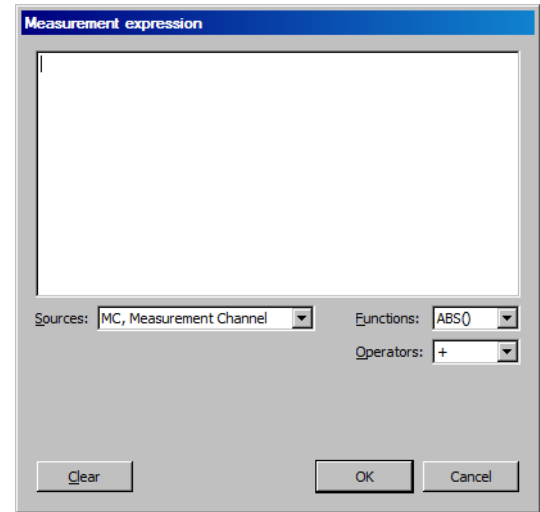 Measurement expression
Sources: MC, Measurement Channel Functions: ABS()
Operators: +
Clear OK Cancel